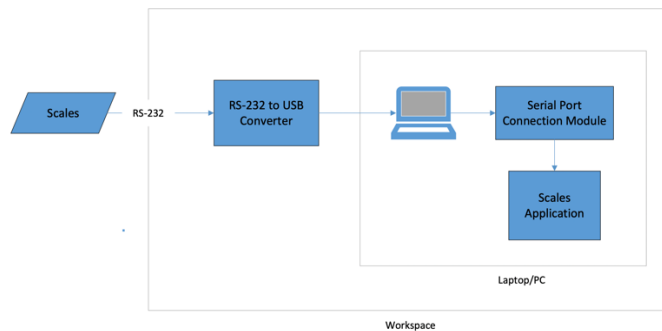 Scales
RS-232
RS-232 to USB
Converter
Serial Port
Connection Module
Scales
Application
Laptop/PC
Workspace